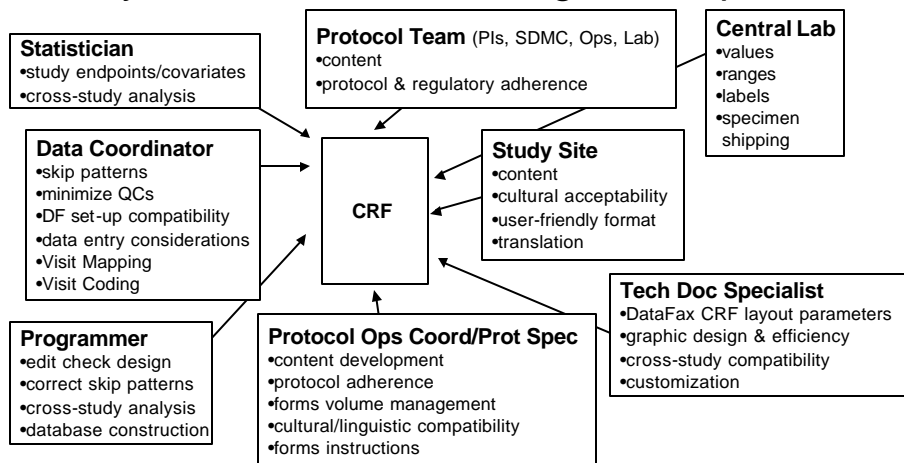 Statistician
•study endpoints/covariates
•cross-study analysis
Protocol Team (PIs, SDMC, Ops, Lab)
•content
•protocol & regulatory adherence
Central Lab
•values
•ranges
•labels
•specimen
shipping
Data Coordinator
•skip patterns
•minimize QCs
•DF set-up compatibility
•data entry considerations
•Visit Mapping
•Visit Coding
CRF
Study Site
•content
•cultural acceptability
•user-friendly format
•translation
Programmer
•edit check design
•correct skip patterns
•cross-study analysis
•database construction
Protocol Ops Coord/Prot Spec
•content development
•protocol adherence
•forms volume management
•cultural/linguistic compatibility
•forms instructions
Tech Doc Specialist
•DataFax CRF layout parameters
•graphic design & efficiency
•cross-study compatibility
•customization